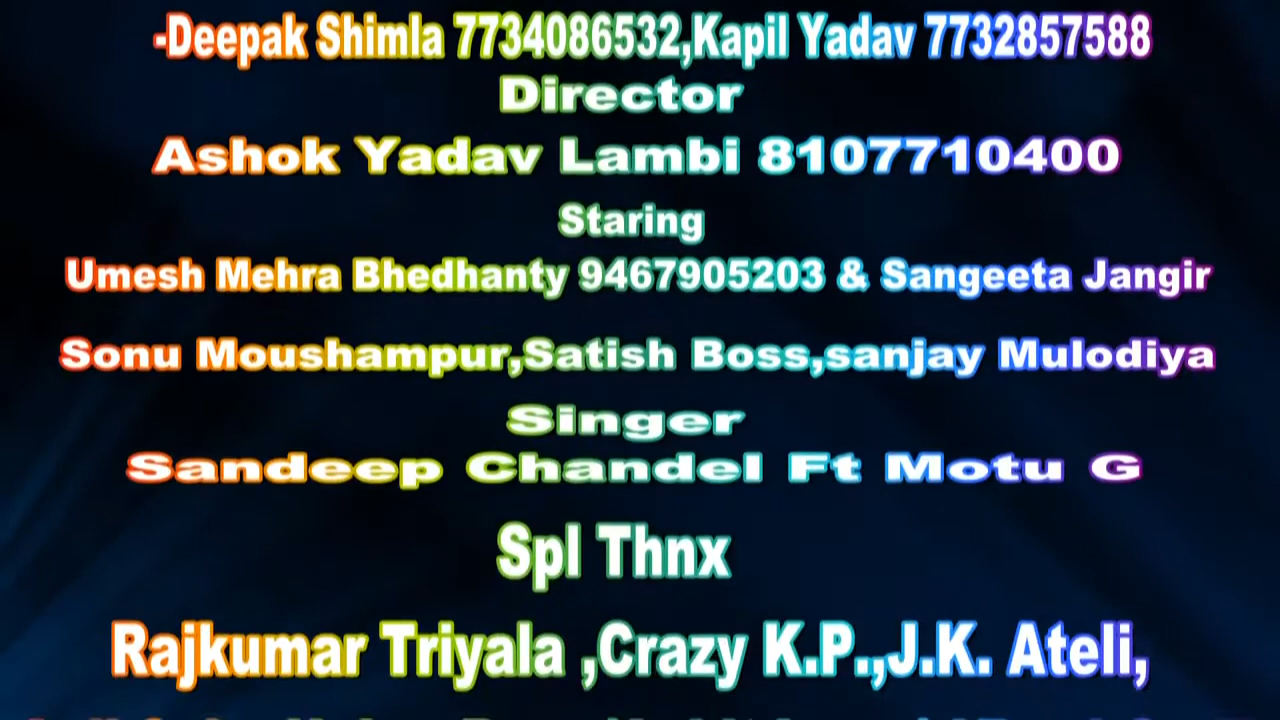 -Deepak Shimla 7734086532,Kapil Yadav 7732857588
Director
Ashok Yadav Lambi 8107710400
Staring
Umesh Mehra Bhedhanty 9467905203 & Sangeeta Jangir
Sonu Moushampur,Satish Boss,sanjay Mulodiya
Singer
Sandeep Chandel Ft Motu G
Spl Thnx
Rajkumar Triyala ,Crazy K.P.,J.K. Ateli,